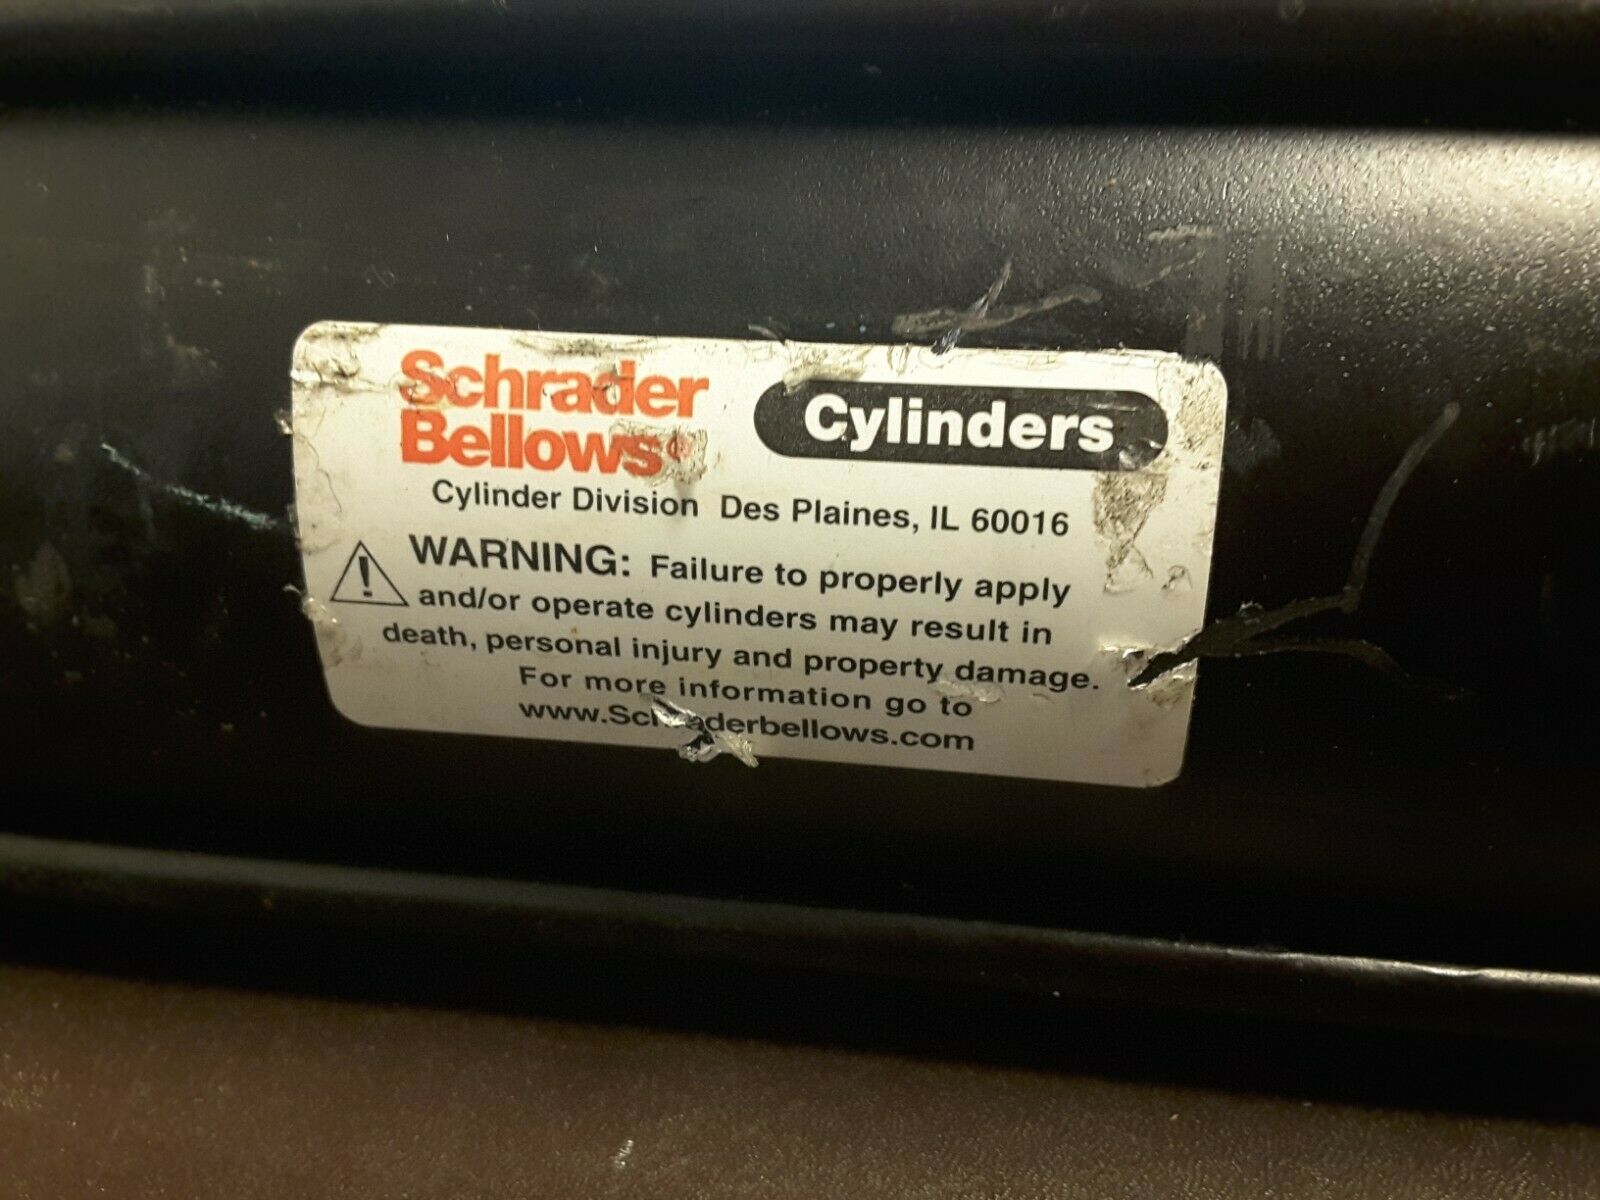 Schrader
Bellows®
Cylinders
Cylinder Division Des Plaines, IL 60016
WARNING: Failure to properly apply
and/or operate cylinders may result in
death, personal injury and property damage.
For more information go to
www.Schraderbellows.com